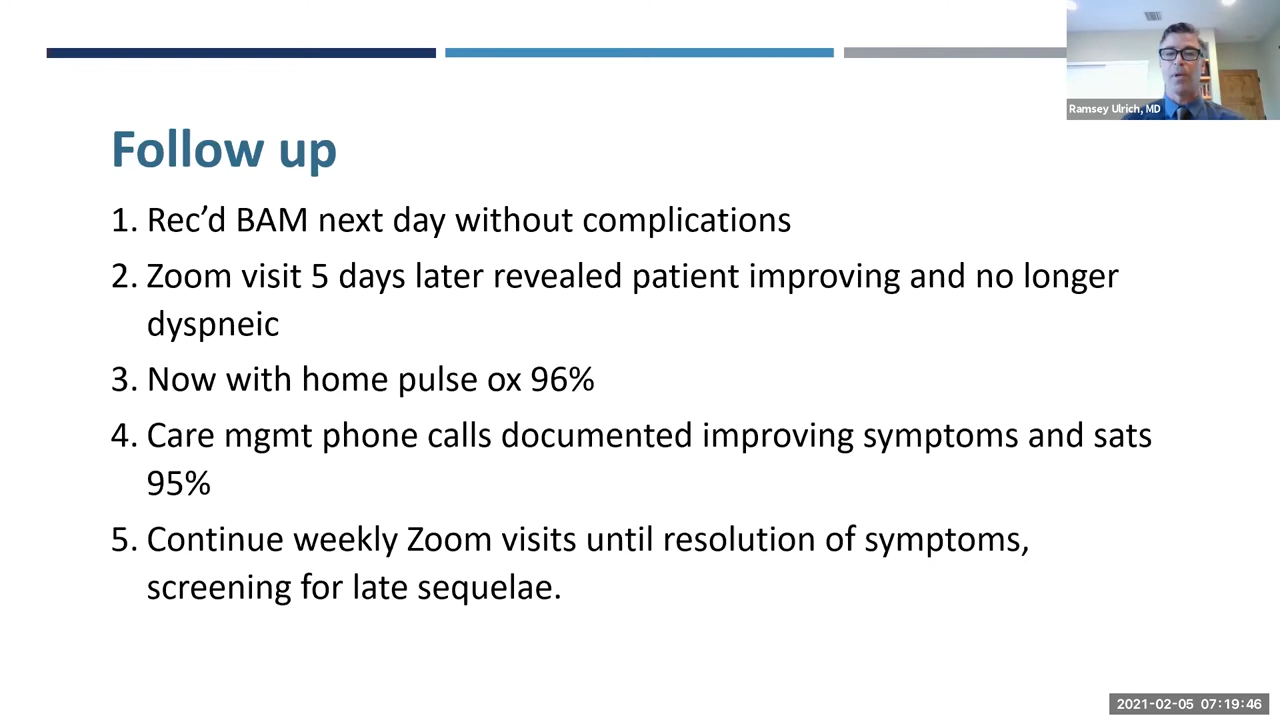 Ramsey Ulrich, MD
Follow up
1. Rec’d BAM next day without complications
2. Zoom visit 5 days later revealed patient improving and no longer
dyspneic
3. Now with home pulse ox 96%
4. Care mgmt phone calls documented improving symptoms and sats
95%
5. Continue weekly Zoom visits until resolution of symptoms,
screening for late sequelae.
2021-02-05 07:19:46